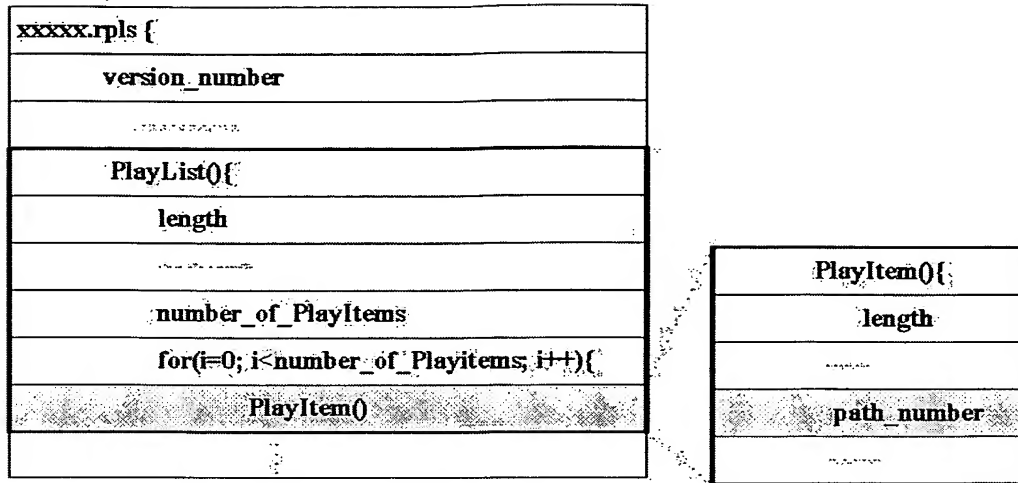 xxxxx.rpls {
version_number
PlayList(){
length
number_of_PlayItems
for(i=0; i<number_of_Playitems; i++){
PlayItem()
}
PlayItem(){
length
path_number